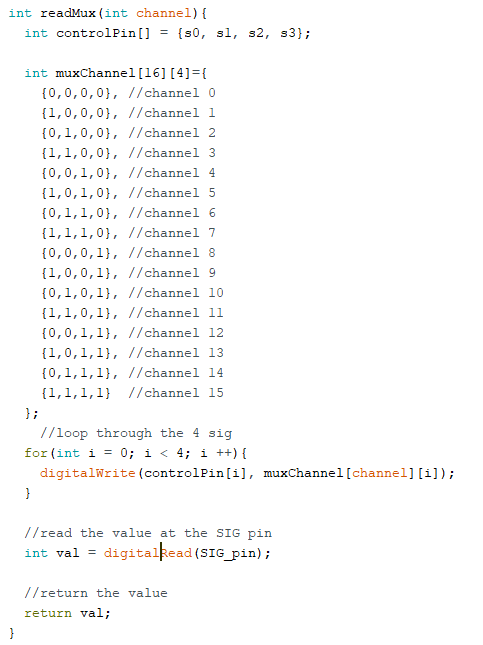 int readMux(int channel){
int controlPin[] = {s0, s1, s2, s3};
int muxChannel[16][4]={
{0,0,0,0}, //channel 0
{1,0,0,0}, //channel 1
{0,1,0,0}, //channel 2
{1,1,0,0}, //channel 3
{0,0,1,0}, //channel 4
{1,0,1,0}, //channel 5
{0,1,1,0}, //channel 6
{1,1,1,0}, //channel 7
{0,0,0,1}, //channel 8
{1,0,0,1}, //channel 9
{0,1,0,1}, //channel 10
{1,1,0,1}, //channel 11
{0,0,1,1}, //channel 12
{1,0,1,1}, //channel 13
{0,1,1,1}, //channel 14
{1,1,1,1}  //channel 15
};
//loop through the 4 sig
for(int i = 0; i < 4; i ++){
digitalWrite(controlPin[i], muxChannel[channel][i]);
}
//read the value at the SIG pin
int val = digitalRead(SIG_pin);
//return the value
return val;
}